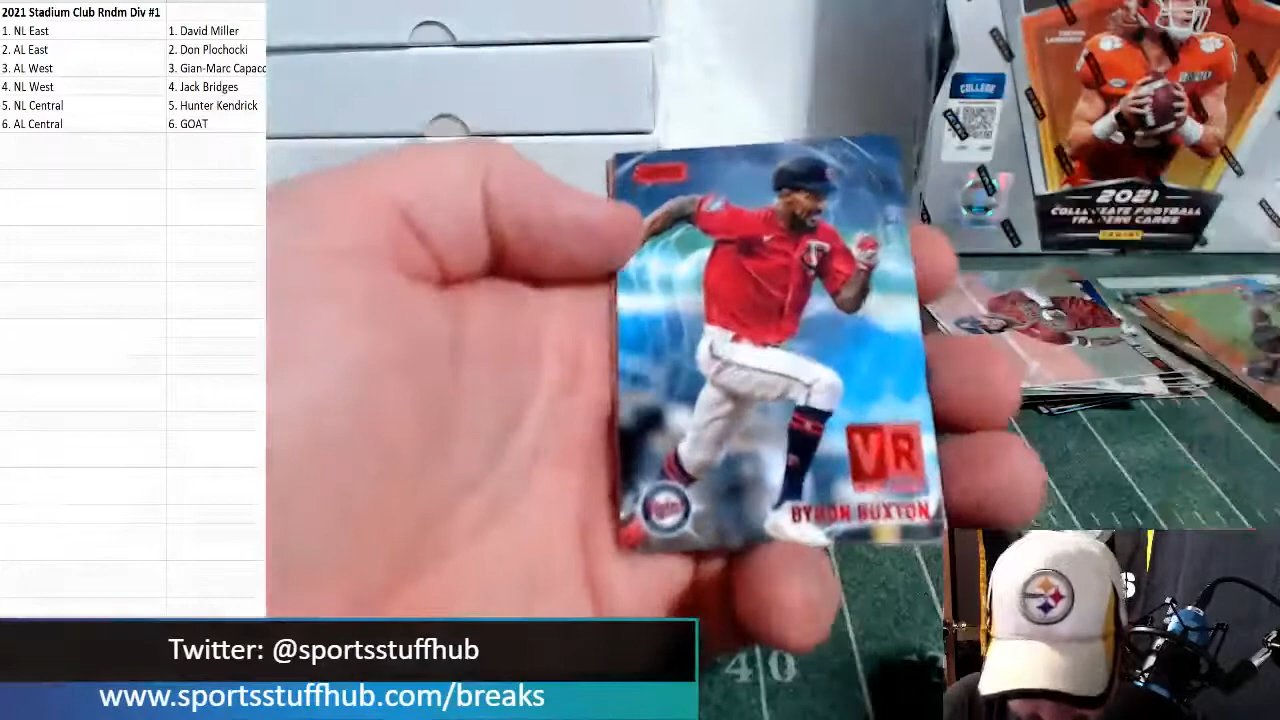 2021 Stadium Club Rndm Div #1
1. NL East
1. David Miller
2. AL East
2. Don Plochocki
3. AL West
3. Gian-Marc Capacc
4. NL West
4. Jack Bridges
5. NL Central
5. Hunter Kendrick
6. AL Central
6. GOAT
COLLEGE
2021
COLLEGIATE FOOTBALL
TRADING CARDS
PANINI
VR
BYRON BUXTON
Twins
40
Twitter: @sportsstuffhub
www.sportsstuffhub.com/breaks